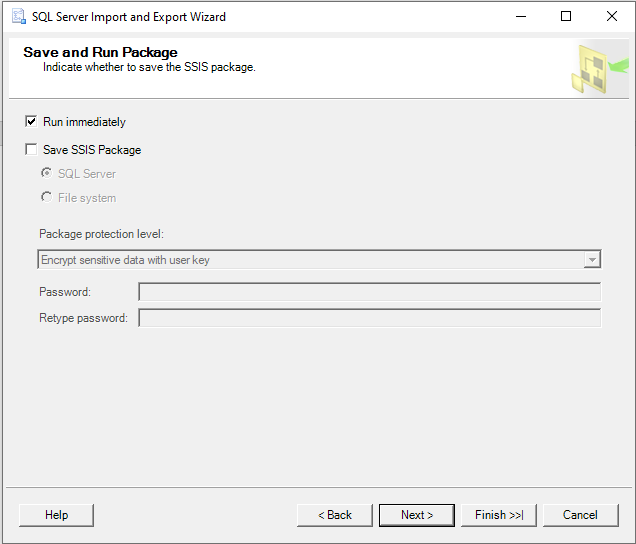 SQL Server Import and Export Wizard
Save and Run Package
Indicate whether to save the SSIS package.
Run immediately
Save SSIS Package
SQL Server
File system
Package protection level:
Encrypt sensitive data with user key
Password:
Retype password:
Help
< Back
Next >
Finish >>|
Cancel